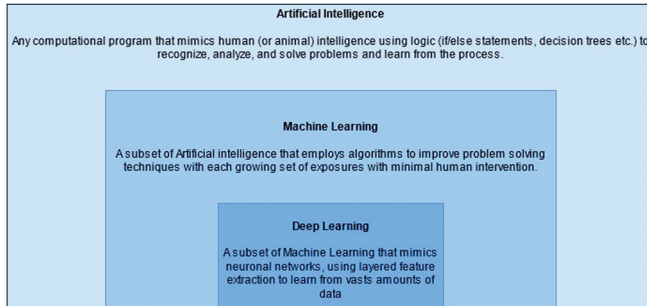 Artificial Intelligence
Any computational program that mimics human (or animal) intelligence using logic (if/else statements, decision trees etc.) to
recognize, analyze, and solve problems and learn from the process.
Machine Learning
A subset of Artificial intelligence that employs algorithms to improve problem solving
techniques with each growing set of exposures with minimal human intervention.
Deep Learning
A subset of Machine Learning that mimics
neuronal networks, using layered feature
extraction to learn from vasts amounts of
data